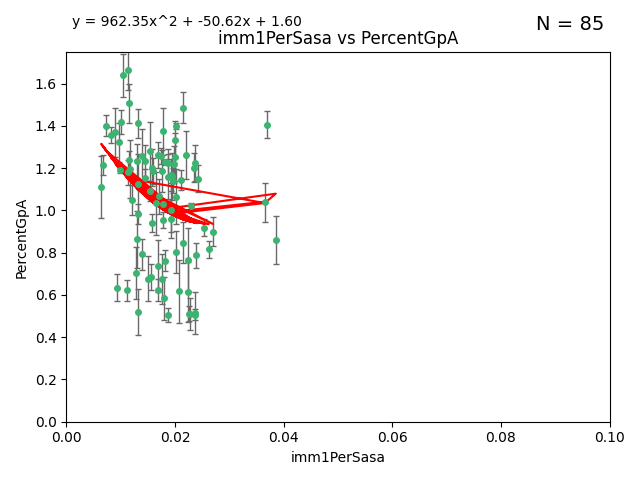 y = 962.35x^2 + -50.62x + 1.60
N = 85
imm1PerSasa vs PercentGpA
PercentGpA
1.6
1.4
1.2
1.0
0.8
0.6
0.4
0.2
0.0
0.00 0.02 0.04 0.06 0.08 0.10
imm1PerSasa